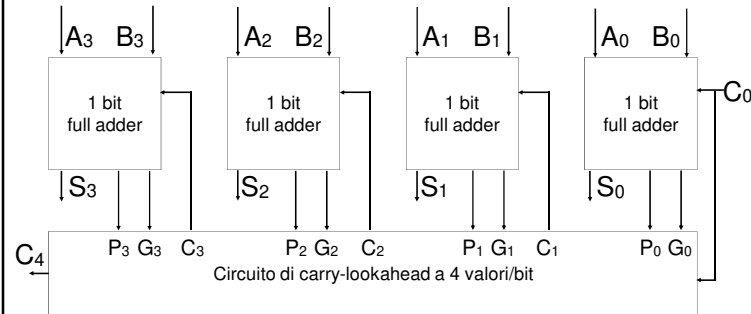 A3 B3 A2 B2 A1 B1 A0 B0
1 bit full adder 1 bit full adder 1 bit full adder 1 bit full adder
C0
S3 S2 S1 S0
P3 G3 C3 P2 G2 C2 P1 G1 C1 P0 G0
C4
Circuito di carry-lookahead a 4 valori/bit